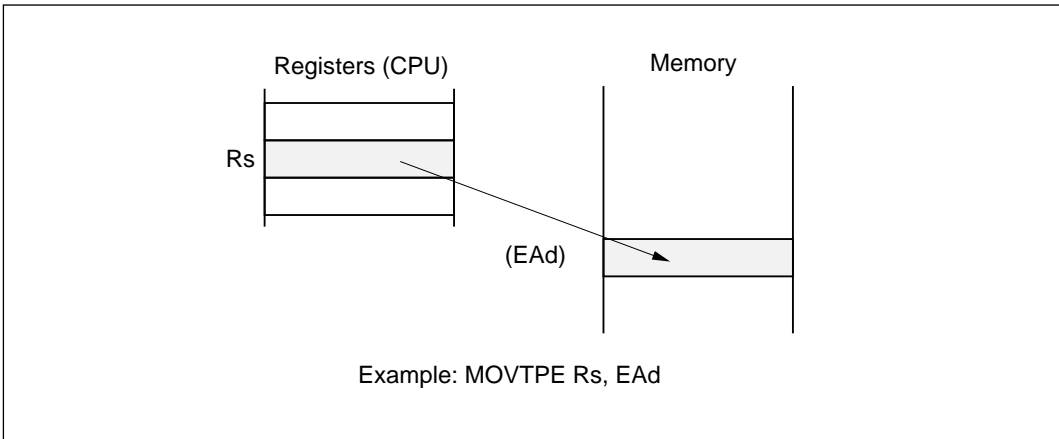 Registers (CPU)
Memory
Rs
(EAd)
Example: MOVTPE Rs, EAd